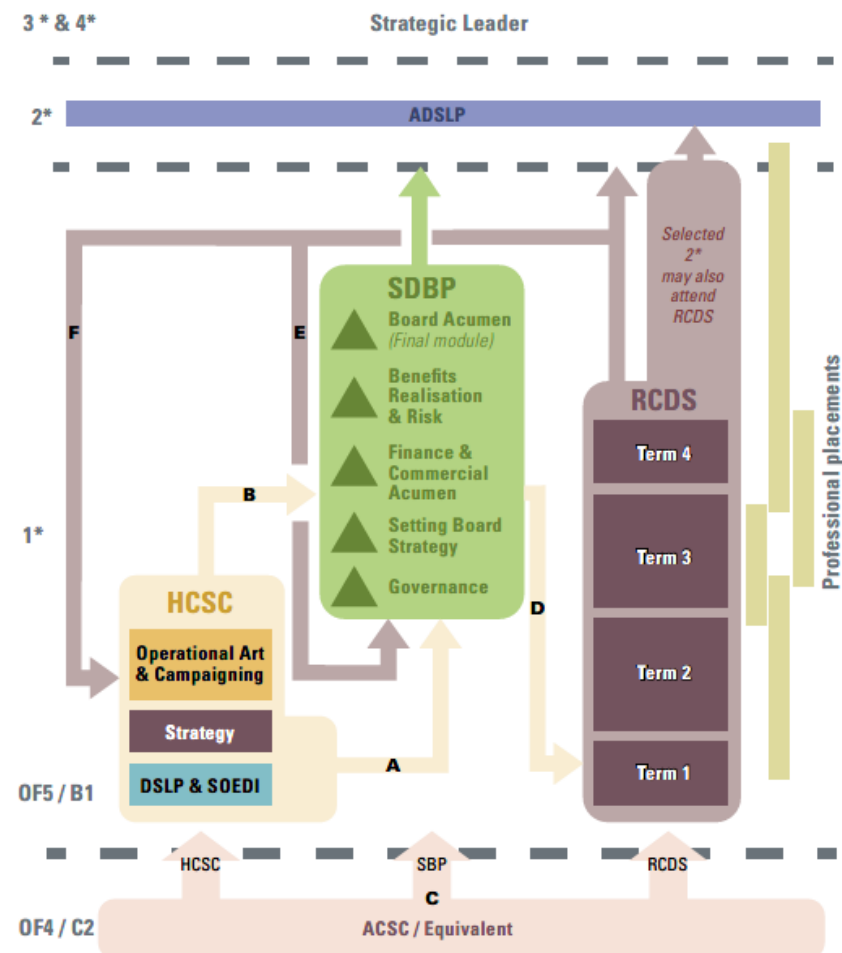 3 * & 4*
Strategic Leader
2*
ADSLP
Selected
2*
may also
attend
RCDS
SDBP
Board Acumen
(Final module)
F
E
Benefits
Realisation
& Risk
RCDS
Professional placements
Finance &
Commercial
Acumen
Term 4
B
1*
Setting Board
Strategy
Term 3
Governance
HCSC
D
Operational Art
& Campaigning
Term 2
Strategy
A
Term 1
DSLP & SOEDI
OF5 / B1
HCSC
SBP
RCDS
C
OF4 / C2
ACSC / Equivalent